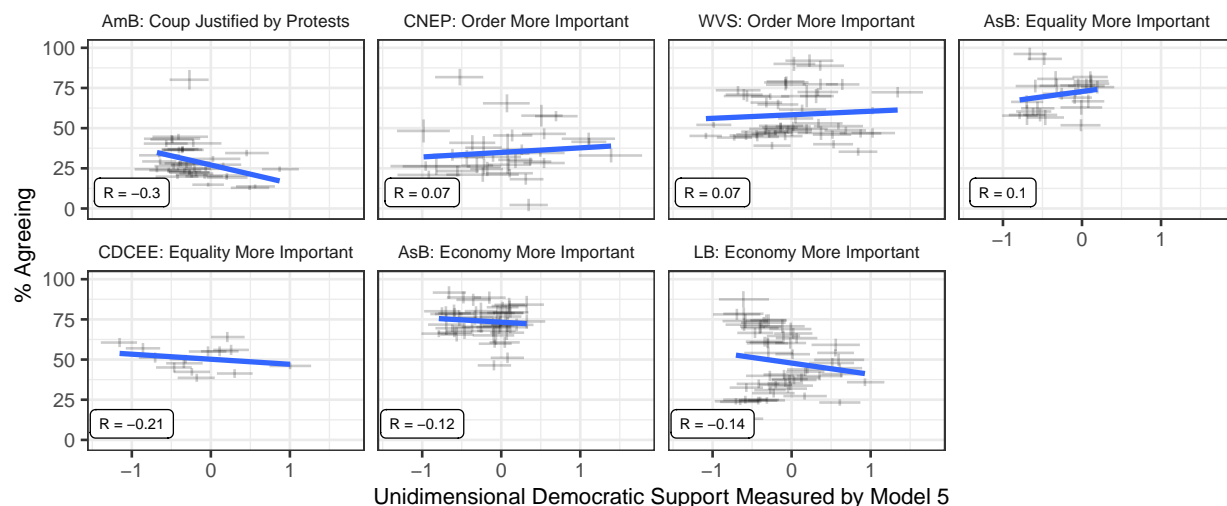 AmB: Coup Justified by Protests
CNEP: Order More Important
WVS: Order More Important
AsB: Equality More Important
100
75
50
25
0
R = −0.3
R = 0.07
R = 0.07
R = 0.1
−1 0 1
CDCEE: Equality More Important
AsB: Economy More Important
LB: Economy More Important
100
75
50
25
0
R = −0.21
R = −0.12
R = −0.14
−1 0 1
−1 0 1
−1 0 1
% Agreeing
Unidimensional Democratic Support Measured by Model 5